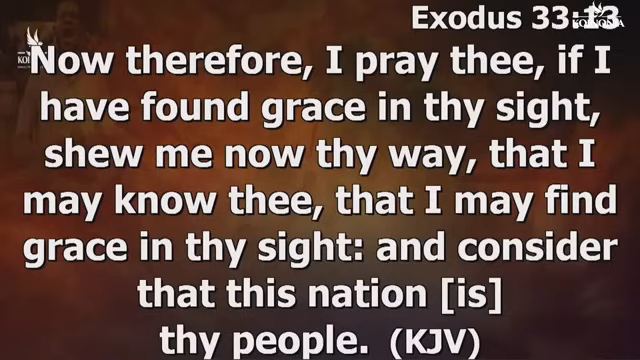 Exodus 33:13
Now therefore, I pray thee, if I
have found grace in thy sight,
shew me now thy way, that I
may know thee, that I may find
grace in thy sight: and consider
that this nation [is]
thy people. (KJV)